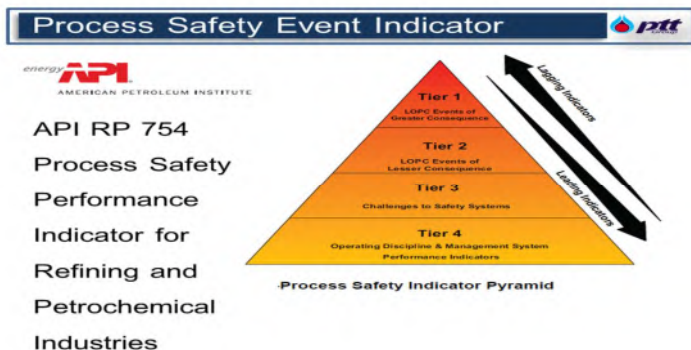 Process Safety Event Indicator
ptt
Group
energy API
AMERICAN PETROLEUM INSTITUTE
API RP 754
Process Safety
Performance
Indicator for
Refining and
Petrochemical
Industries
Tier 1
LOPC Events of
Greater Consequence
Tier 2
LOPC Events of
Lesser Consequence
Tier 3
Challenges to Safety Systems
Tier 4
Operating Discipline & Management System
Performance Indicators
Lagging Indicators
Leading Indicators
Process Safety Indicator Pyramid